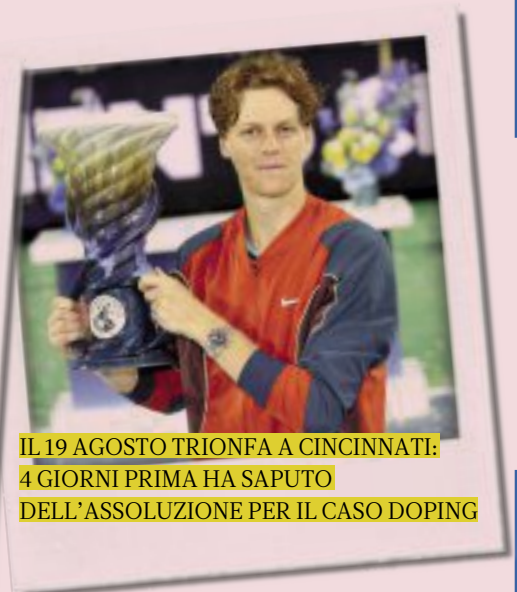 IL 19 AGOSTO TRIONFA A CINCINNATI:
4 GIORNI PRIMA HA SAPUTO
DELL’ASSOLUZIONE PER IL CASO DOPING